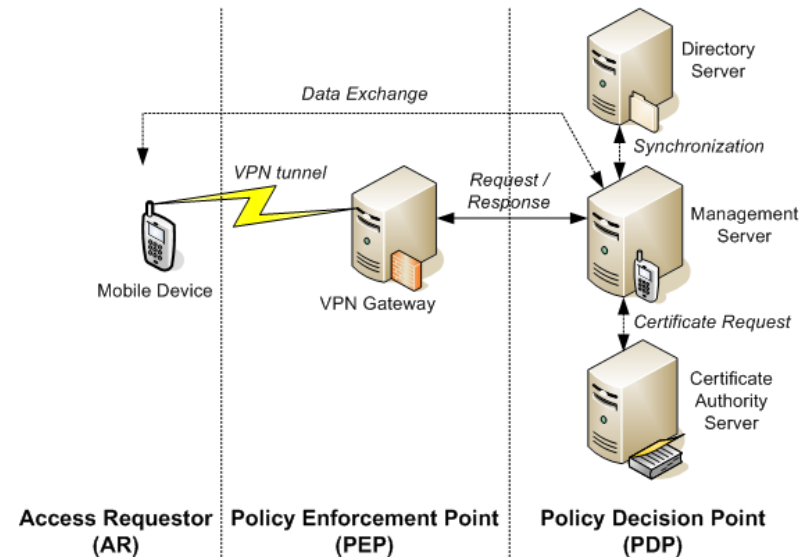 Directory
Server
Data Exchange
Synchronization
VPN tunnel
Request /
Response
Management
Server
Mobile Device
VPN Gateway
Certificate Request
Certificate
Authority
Server
Access Requestor
(AR)
Policy Enforcement Point
(PEP)
Policy Decision Point
(PDP)